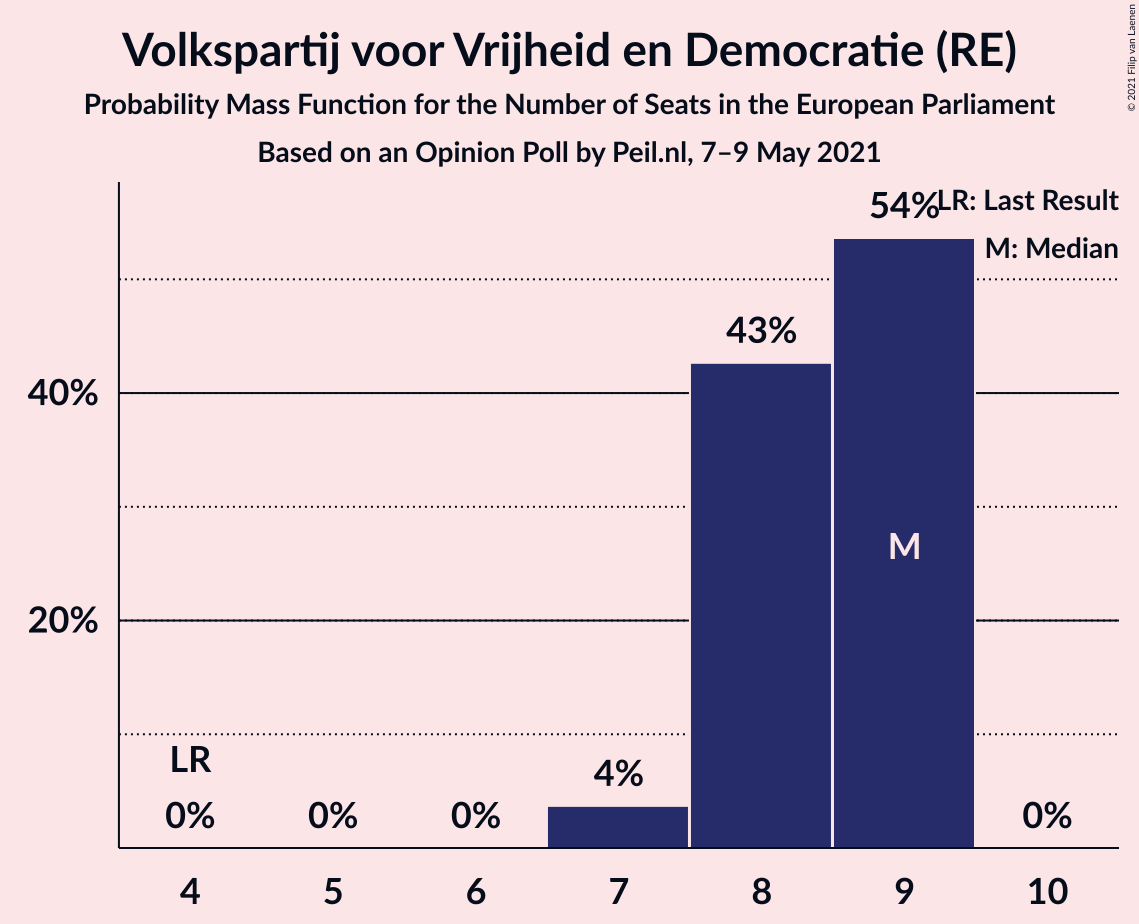 Volkspartij voor Vrijheid en Democratie (RE)
Probability Mass Function for the Number of Seats in the European Parliament
Based on an Opinion Poll by Peil.nl, 7–9 May 2021
© 2021 Filip van Laenen
LR: Last Result
M: Median
54%
43%
40%
M
20%
LR
4%
0% 0% 0% 0%
4 5 6 7 8 9 10